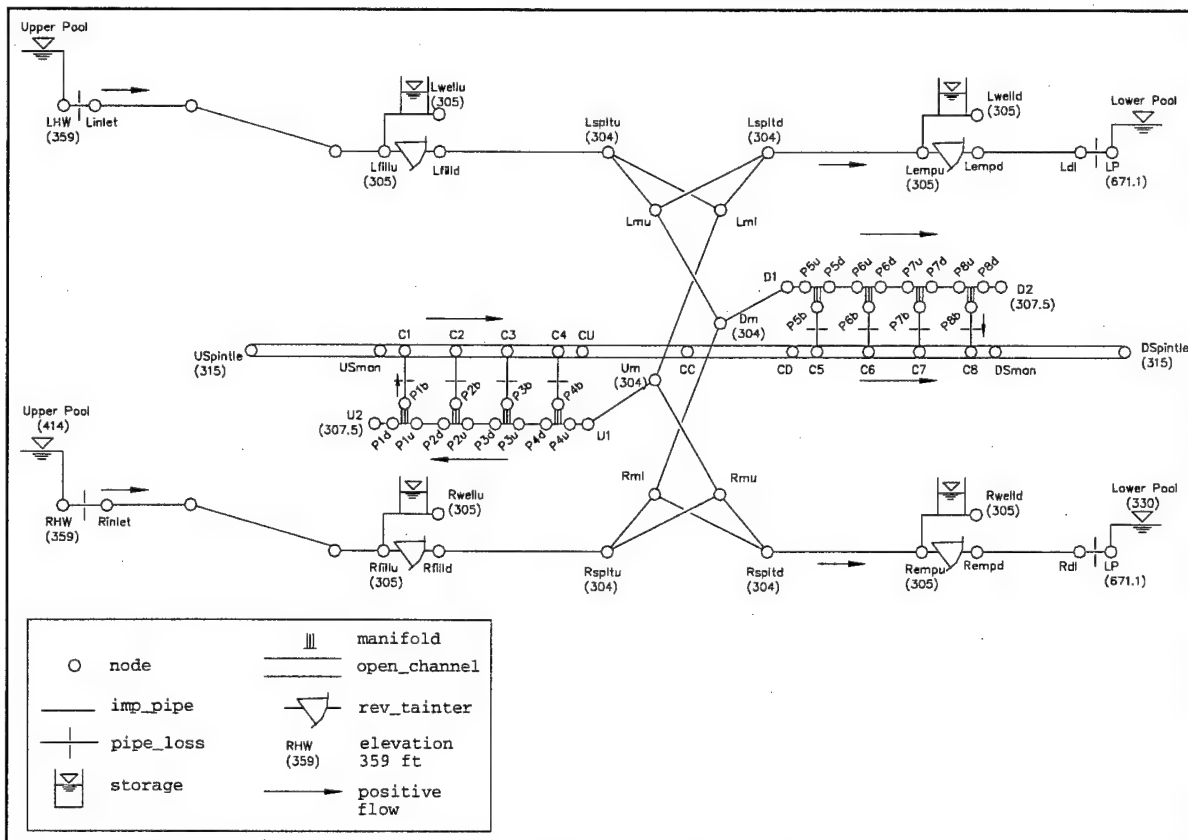 Upper Pool
LHW
(359)
Linlet
Lwellu
(305)
Lfillu
(305)
Lfilld
Lspltu
(304)
Lspltd
(304)
Lwelld
(305)
Lower Pool
Lempu
(305)
Lempd
Ldl
LP
(671.1)
Lmu
Lml
D1
P5u
P5d
P6u
P6d
P7u
P7d
P8u
P8d
D2
(307.5)
P5b
P6b
P7b
P8b
Dm
(304)
USpintle
(315)
USman
C1
C2
C3
C4
CU
CC
CD
C5
C6
C7
C8
DSman
DSpintle
(315)
Um
(304)
P1b
P2b
P3b
P4b
U2
(307.5)
P1d
P1u
P2d
P2u
P3d
P3u
P4d
P4u
U1
Upper Pool
(414)
RHW
(359)
Rinlet
Rwellu
(305)
Rfillu
(305)
Rfilld
Rml
Rmu
Rspltu
(304)
Rspltd
(304)
Rwelld
(305)
Lower Pool
(330)
Rempu
(305)
Rempd
Rdl
LP
(671.1)
node
imp_pipe
pipe_loss
storage
manifold
open_channel
rev_tainter
RHW
(359)
elevation
359 ft
positive
flow